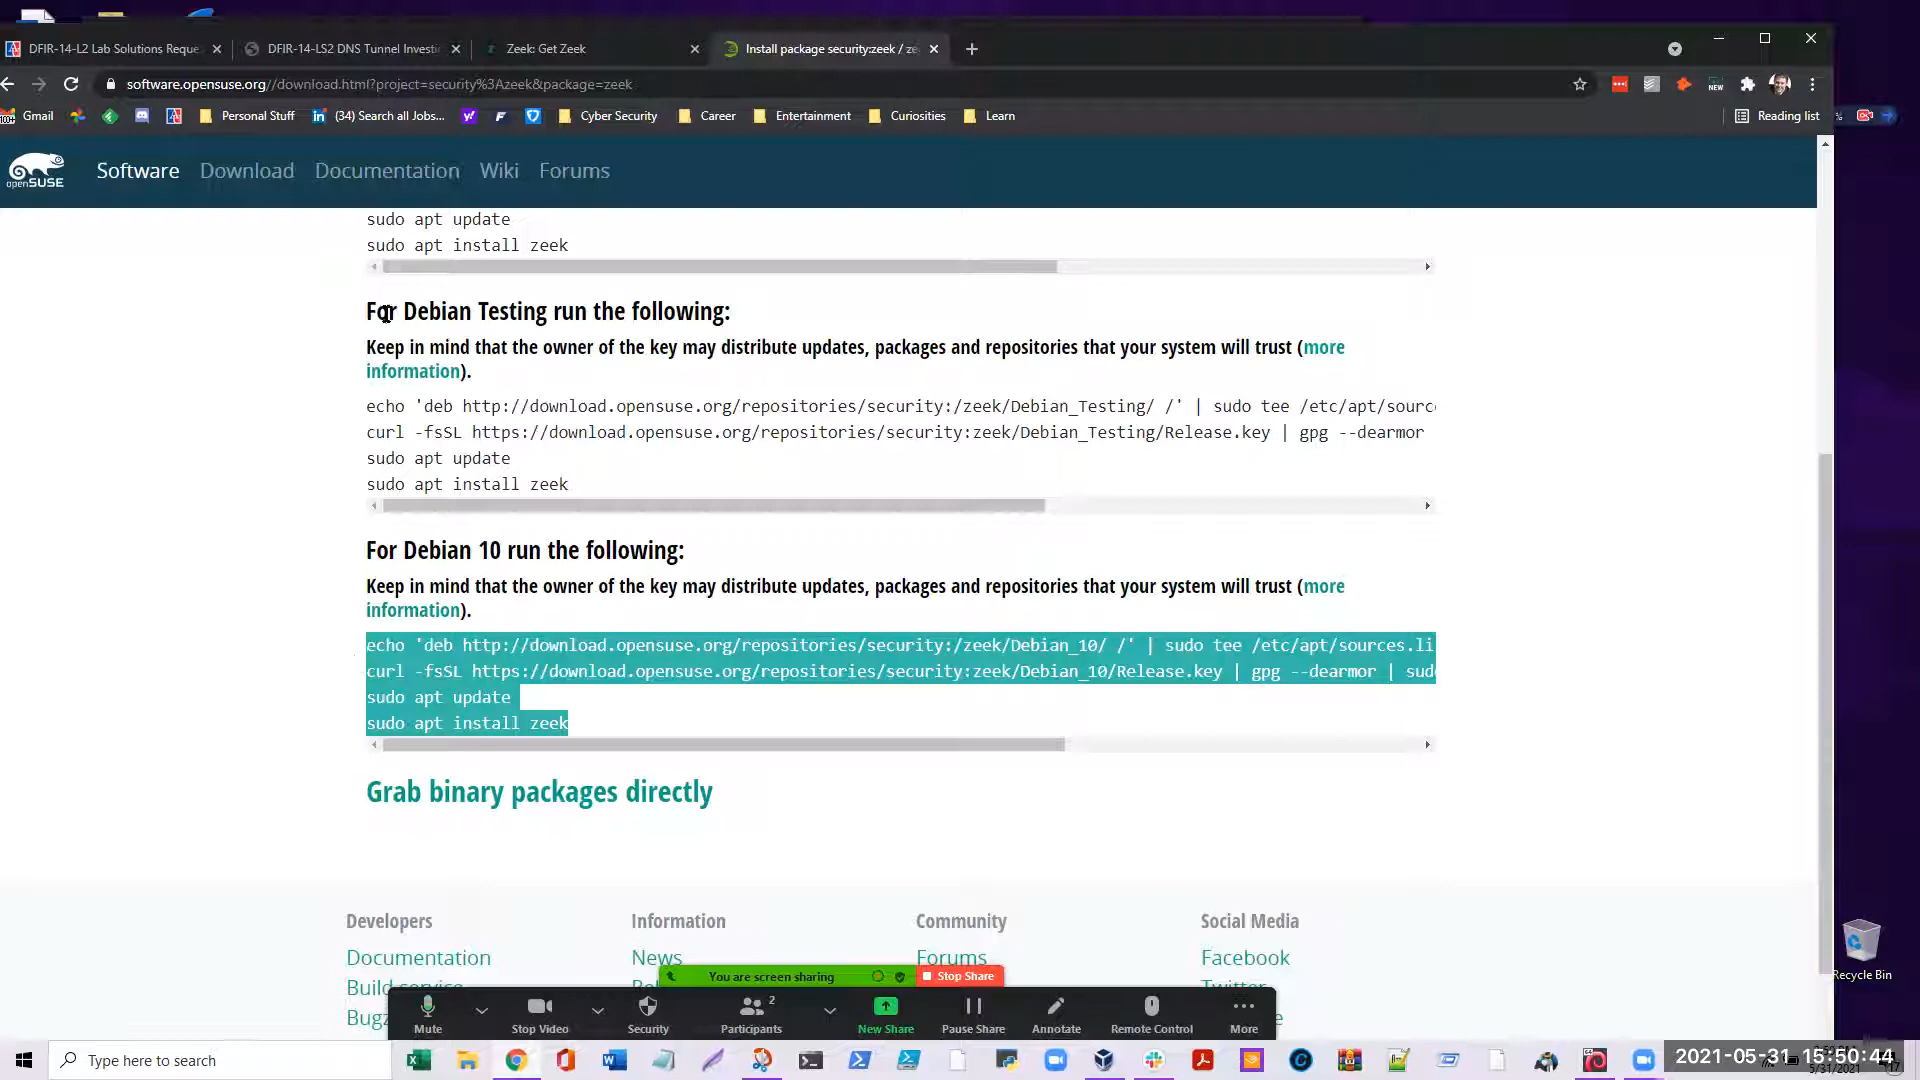 DFIR-14-L2 Lab Solutions Reque
DFIR-14-LS2 DNS Tunnel Investi
Zeek: Get Zeek
Install package security:zeek / ze
software.opensuse.org//download.html?project=security%3Azeek&package=zeek
NEW
100+
Gmail
Personal Stuff
(34) Search all Jobs...
Cyber Security
Career
Entertainment
Curiosities
Learn
Reading list
openSUSE
Software
Download
Documentation
Wiki
Forums
sudo apt update
sudo apt install zeek
For Debian Testing run the following:
Keep in mind that the owner of the key may distribute updates, packages and repositories that your system will trust (more
information).
echo 'deb http://download.opensuse.org/repositories/security:/zeek/Debian_Testing/ /' | sudo tee /etc/apt/sourc
curl -fsSL https://download.opensuse.org/repositories/security:zeek/Debian_Testing/Release.key | gpg --dearmor
sudo apt update
sudo apt install zeek
For Debian 10 run the following:
Keep in mind that the owner of the key may distribute updates, packages and repositories that your system will trust (more
information).
echo 'deb http://download.opensuse.org/repositories/security:/zeek/Debian_10/ /' | sudo tee /etc/apt/sources.li
curl -fsSL https://download.opensuse.org/repositories/security:zeek/Debian_10/Release.key | gpg --dearmor | sud
sudo apt update
sudo apt install zeek
Grab binary packages directly
Developers
Information
Community
Social Media
Documentation
News
Forums
Facebook
Build service
Twitter
Bugz
You are screen sharing
Stop Share
Mute
Stop Video
Security
Participants
2
New Share
Pause Share
Annotate
Remote Control
More
Recycle Bin
Type here to search
2021-05-31 15:50:44
5/31/2021